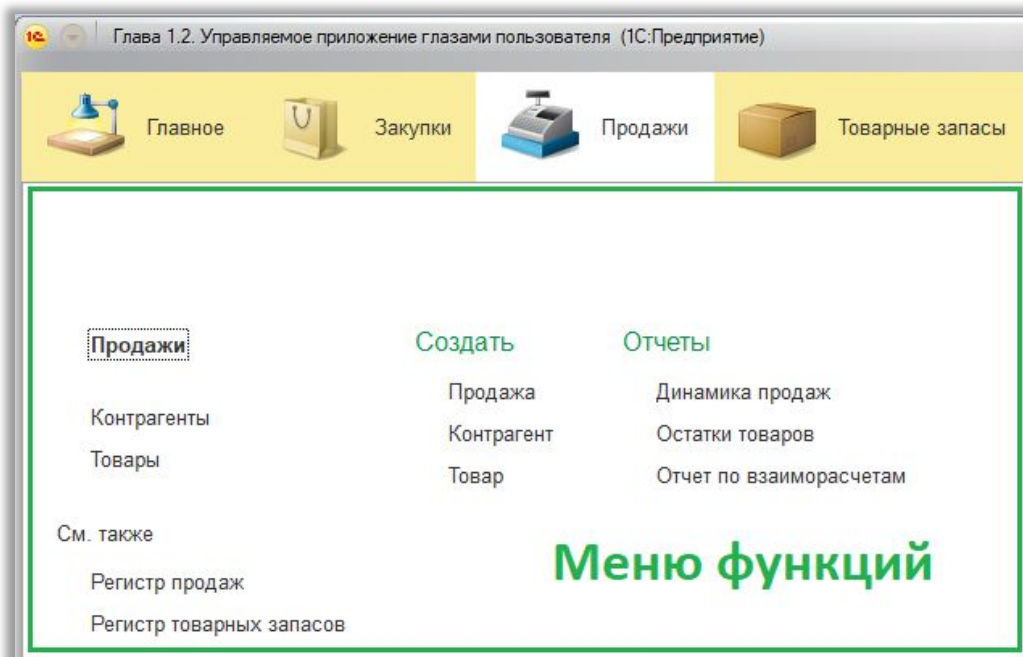 1С Глава 1.2. Управляемое приложение глазами пользователя (1С:Предприятие)
Главное Закупки Продажи Товарные запасы
Продажи
Контрагенты
Товары
Создать
Продажа
Контрагент
Товар
Отчеты
Динамика продаж
Остатки товаров
Отчет по взаиморасчетам
См. также
Регистр продаж
Регистр товарных запасов
Меню функций